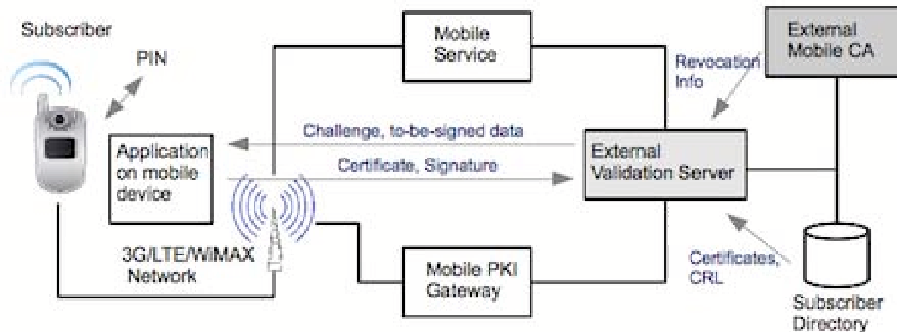 Subscriber
PIN
Application
on mobile
device
3G/LTE/WiMAX
Network
Mobile
Service
Challenge, to-be-signed data
Certificate, Signature
Mobile PKI
Gateway
Revocation
Info
External
Mobile CA
External
Validation Server
Certificates,
CRL
Subscriber
Directory